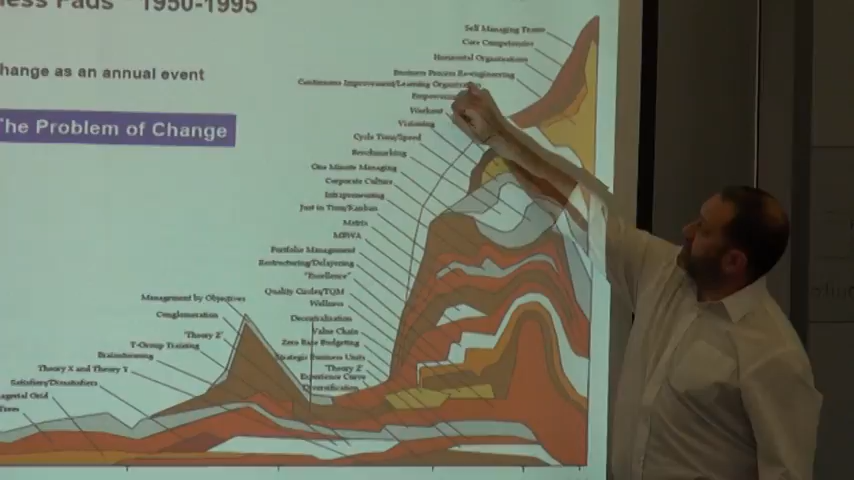 ness Fads 1950-1995
hange as an annual event
The Problem of Change
Self Managing Teams
Core Competencies
Horizontal Organizations
Business Process Re-engineering
Continuous Improvement/Learning Organization
Workout
Visioning
Cycle Time/Speed
Benchmarking
One Minute Managing
Corporate Culture
Intrapreneuring
Just in Time/Kanban
Matrix
MBWA
Portfolio Management
Restructuring/Delayering
"Excellence"
Quality Circles/TQM
Wellness
Decentralization
Value Chain
Zero Base Budgeting
Strategic Business Units
Theory Z
Experience Curve
Diversification
Management by Objectives
Conglomeration
"Theory Z"
T-Group Training
Brainstorming
Theory X and Theory Y
Satisfiers/Dissatisfiers
agerial Grid
Trees